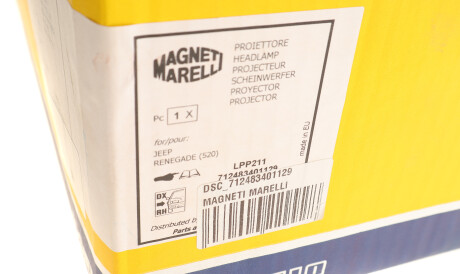 MAGNETI
MARELLI
PROIETTORE
HEADLAMP
PROJECTEUR
SCHEINWERFER
PROYECTOR
PROJECTOR
Pc 1 X
for/pour:
JEEP
RENEGADE (520)
made in EU
LPP211
712483401129
DX
RH
DSC_712483401129
MAGNETI MARELLI
Distributed b
Parts a